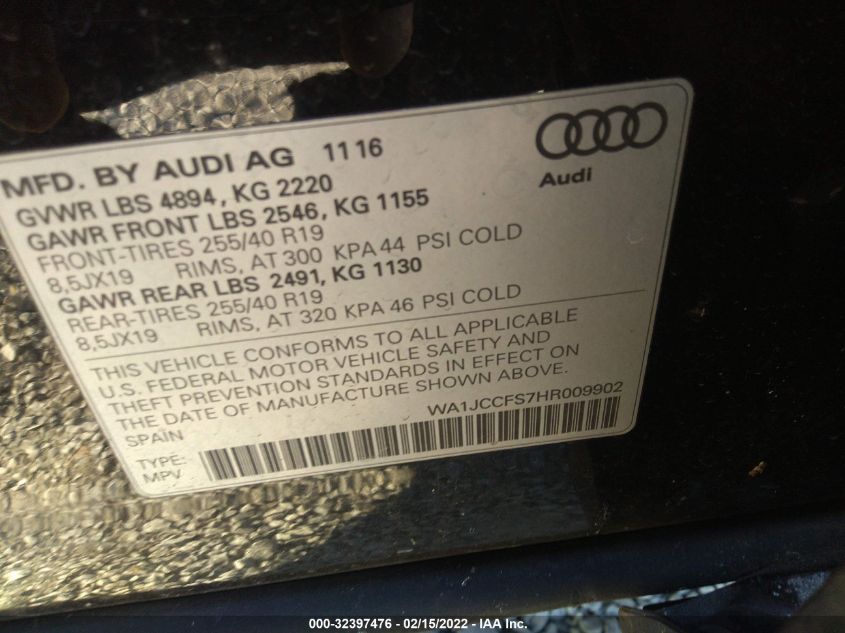 MFD. BY AUDI AG 11 16
Audi
GVWR LBS 4894, KG 2220
GAWR FRONT LBS 2546, KG 1155
FRONT-TIRES 255/40 R19
8,5JX19 RIMS, AT 300 KPA 44 PSI COLD
GAWR REAR LBS 2491, KG 1130
REAR-TIRES 255/40 R19
8,5JX19 RIMS, AT 320 KPA 46 PSI COLD
THIS VEHICLE CONFORMS TO ALL APPLICABLE
U.S. FEDERAL MOTOR VEHICLE SAFETY AND
THEFT PREVENTION STANDARDS IN EFFECT ON
THE DATE OF MANUFACTURE SHOWN ABOVE.
SPAIN WA1JCCFS7HR009902
TYPE:
MPV
000-32397476 - 02/15/2022 - IAA, Inc.